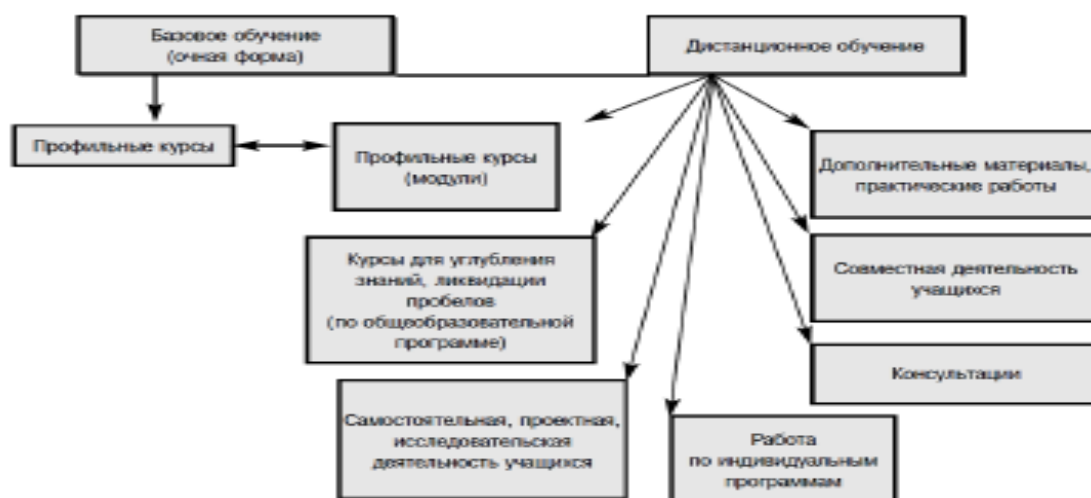 Базовое обучение
(очная форма)
Дистанционное обучение
Профильные курсы
Профильные курсы
(модули)
Дополнительные материалы,
практические работы
Курсы для углубления
знаний, ликвидации
пробелов
(по общеобразовательной
программе)
Совместная деятельность
учащихся
Консультации
Самостоятельная, проектная,
исследовательская
деятельность учащихся
Работа
по индивидуальным
программам